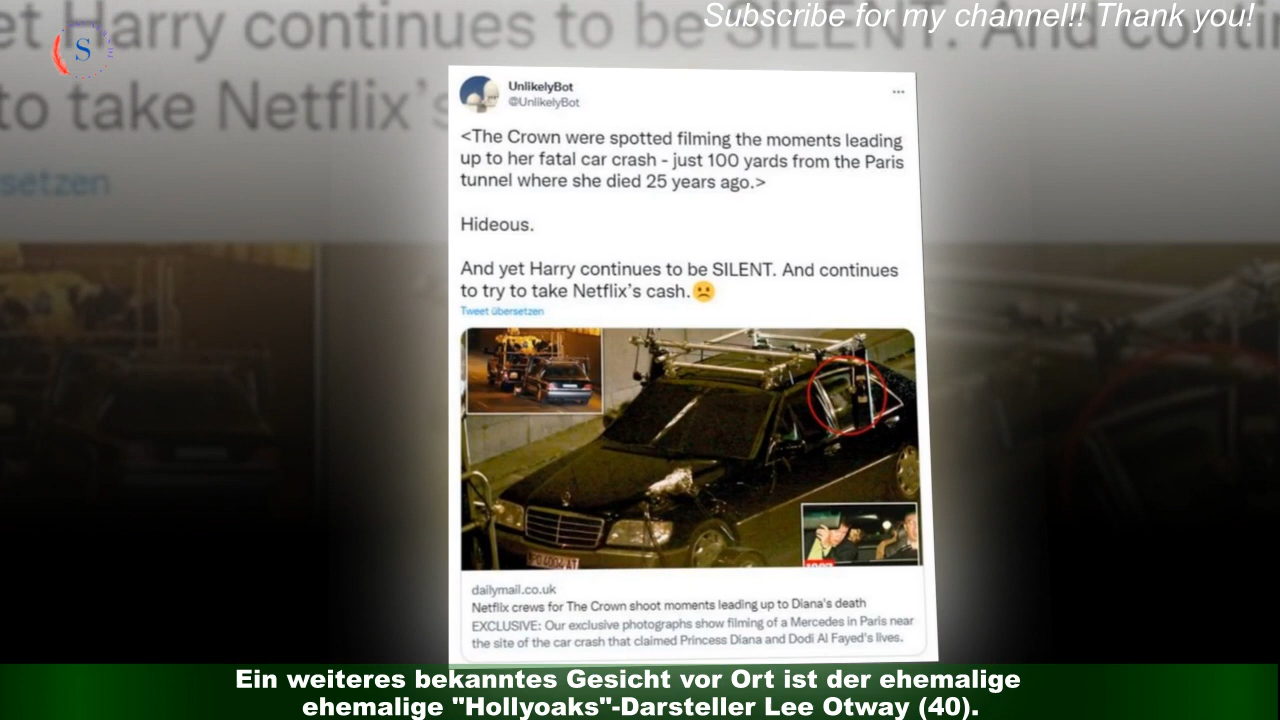 et Harry continues to be SILENT. And contin
to take Netflix's
setzen
Subscribe for my channel!! Thank you!
S
UnlikelyBot
@UnlikelyBot
<The Crown were spotted filming the moments leading
up to her fatal car crash - just 100 yards from the Paris
tunnel where she died 25 years ago.>
Hideous.
And yet Harry continues to be SILENT. And continues
to try to take Netflix's cash.
Tweet übersetzen
dailymail.co.uk
Netflix crews for The Crown shoot moments leading up to Diana's death
EXCLUSIVE: Our exclusive photographs show filming of a Mercedes in Paris near
the site of the car crash that claimed Princess Diana and Dodi Al Fayed's lives.
Ein weiteres bekanntes Gesicht vor Ort ist der ehemalige
ehemalige "Hollyoaks"-Darsteller Lee Otway (40).